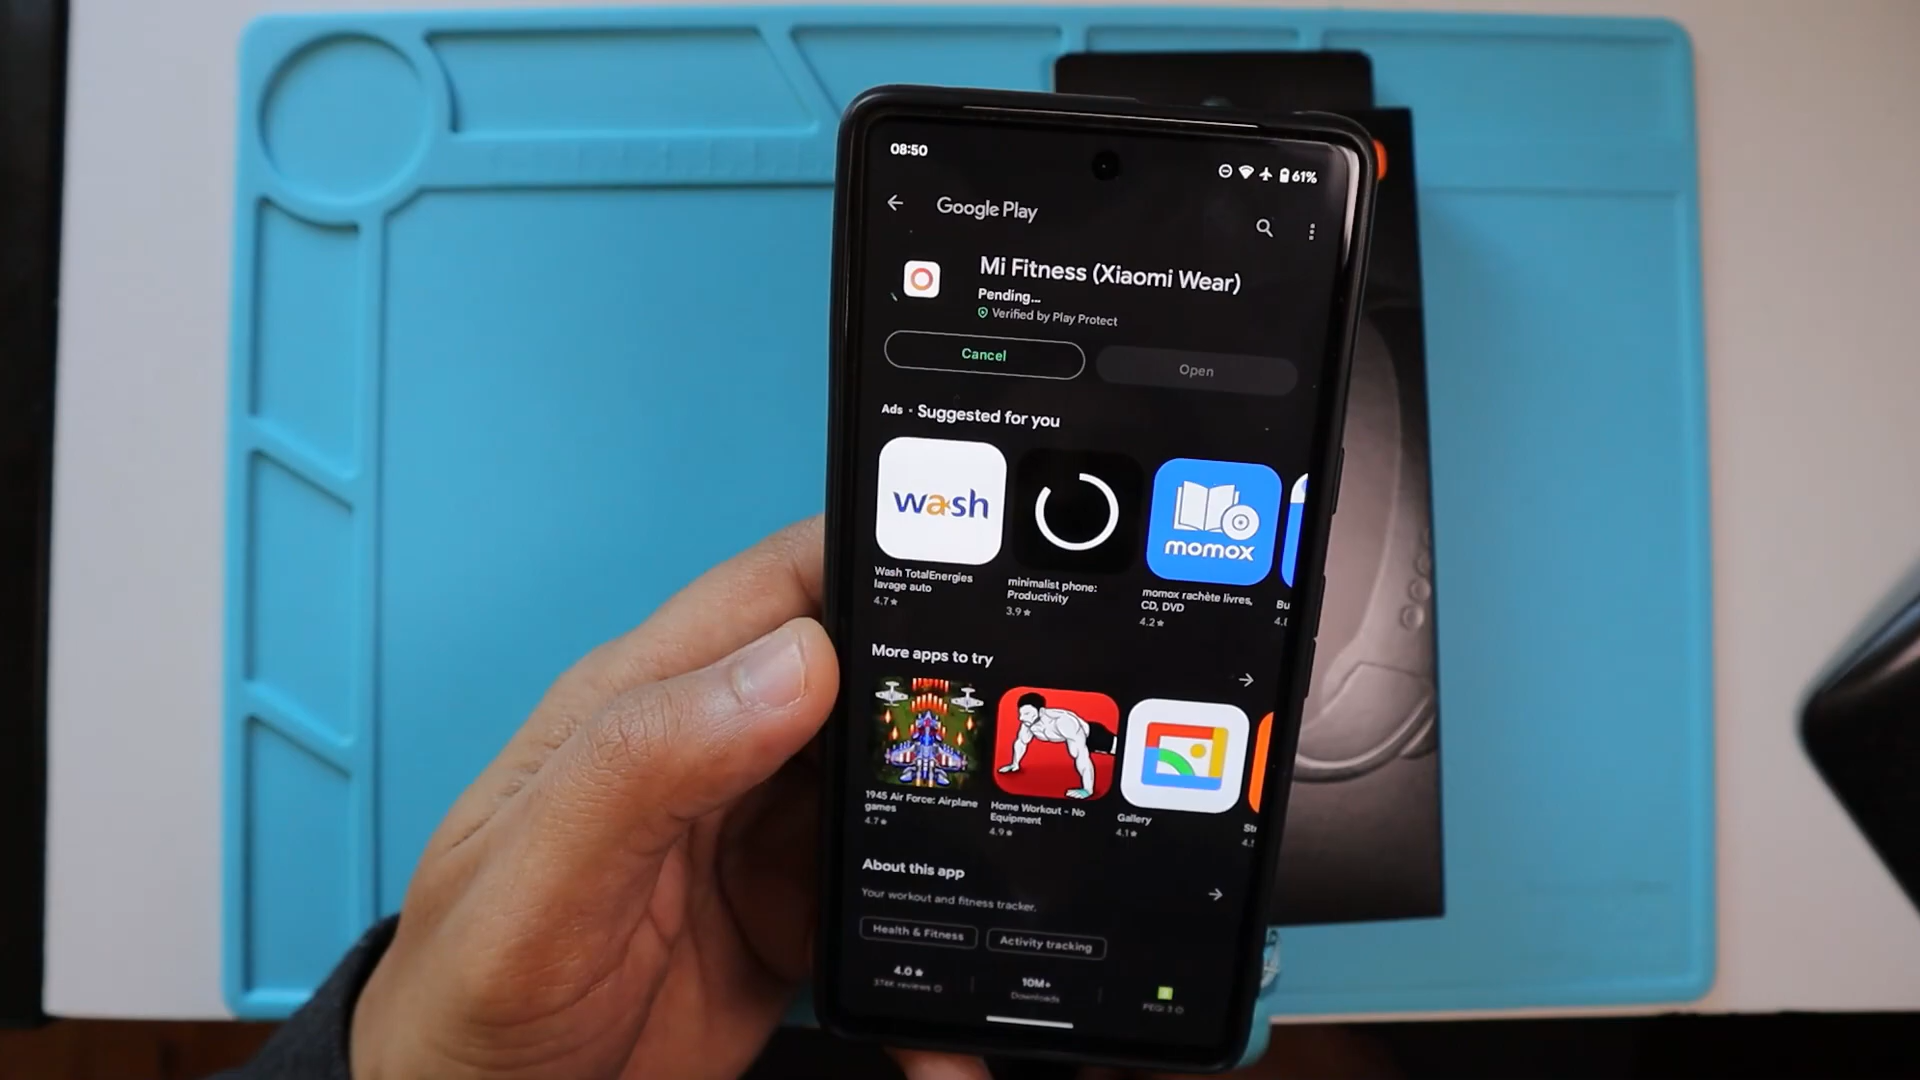 08:50
61%
Google Play
Mi Fitness (Xiaomi Wear)
Pending...
Verified by Play Protect
Cancel
Open
Ads • Suggested for you
wash
momox
Wash TotalEnergies
lavage auto
4.7★
minimalist phone:
Productivity
3.9★
momox rachète livres,
CD, DVD
4.2★
Bu
More apps to try
1945 Air Force: Airplane
games
4.7★
Home Workout - No
Equipment
4.9★
Gallery
4.1★
About this app
Your workout and fitness tracker.
Health & Fitness
Activity tracking
4.0★
reviews
10M+
Downloads
PEGI 3